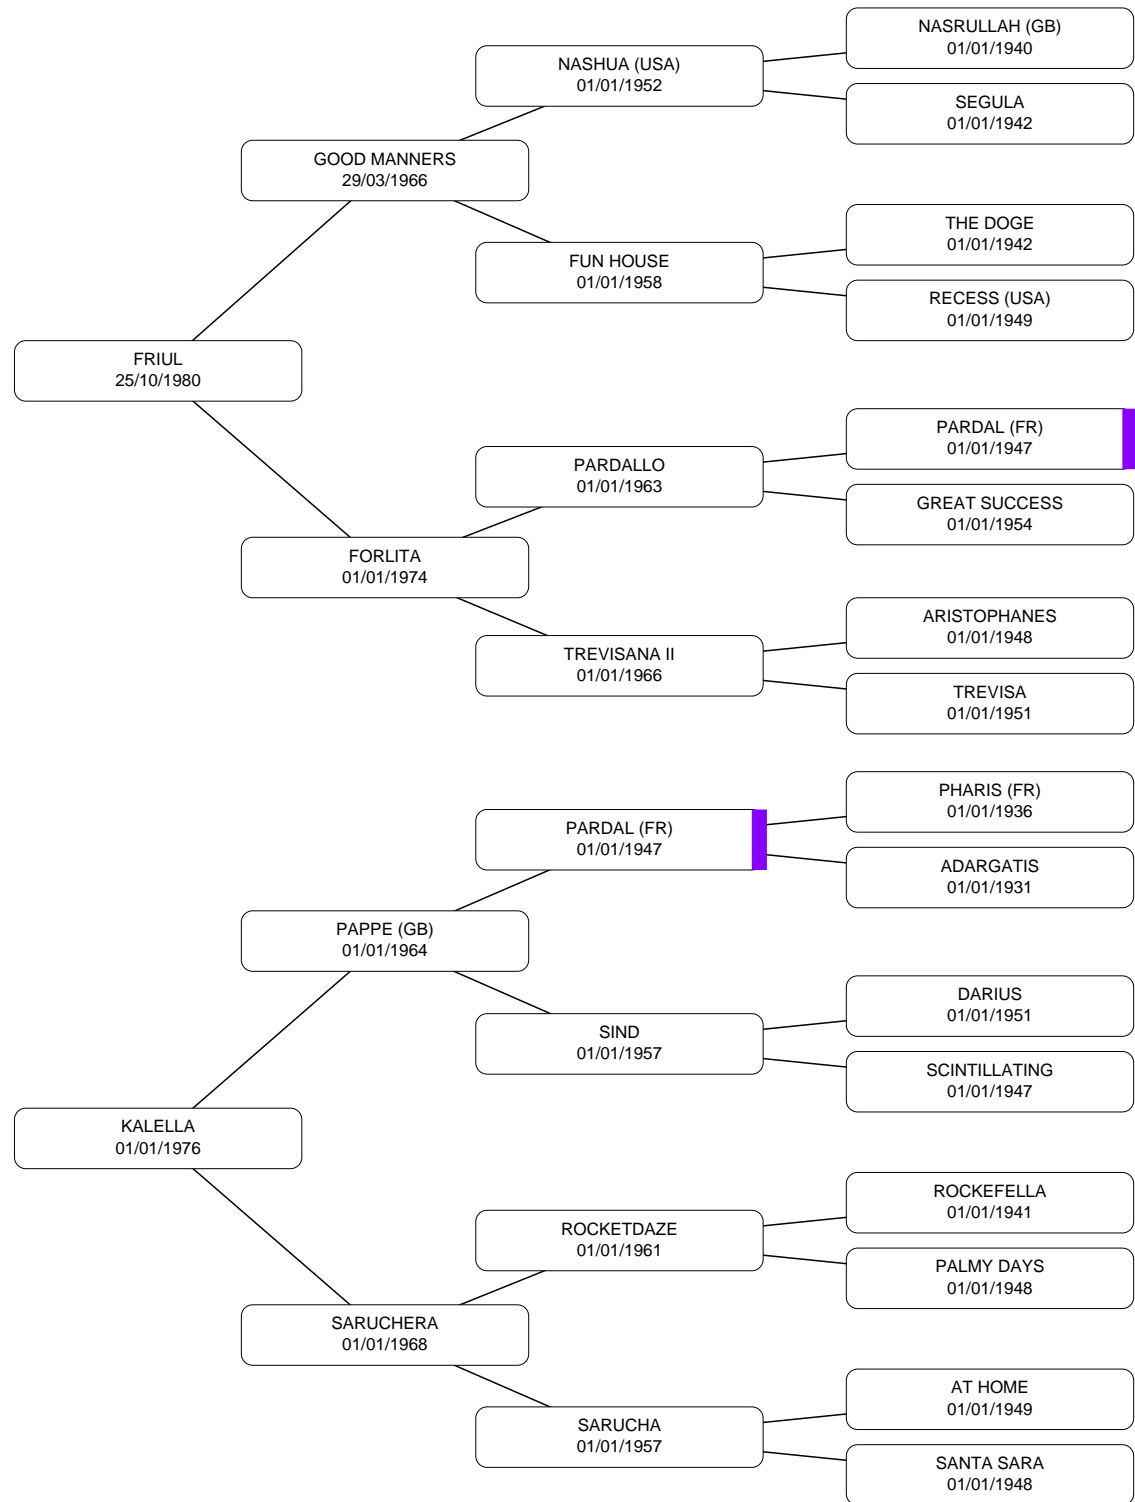 NASRULLAH (GB)
01/01/1940
NASHUA (USA)
01/01/1952
SEGULA
01/01/1942
GOOD MANNERS
29/03/1966
THE DOGE
01/01/1942
FUN HOUSE
01/01/1958
RECESS (USA)
01/01/1949
FRIUL
25/10/1980
PARDAL (FR)
01/01/1947
PARDALLO
01/01/1963
GREAT SUCCESS
01/01/1954
FORLITA
01/01/1974
ARISTOPHANES
01/01/1948
TREVISANA II
01/01/1966
TREVISA
01/01/1951
PHARIS (FR)
01/01/1936
PARDAL (FR)
01/01/1947
ADARGATIS
01/01/1931
PAPPE (GB)
01/01/1964
DARIUS
01/01/1951
SIND
01/01/1957
SCINTILLATING
01/01/1947
KALELLA
01/01/1976
ROCKEFELLA
01/01/1941
ROCKETDAZE
01/01/1961
PALMY DAYS
01/01/1948
SARUCHERA
01/01/1968
AT HOME
01/01/1949
SARUCHA
01/01/1957
SANTA SARA
01/01/1948